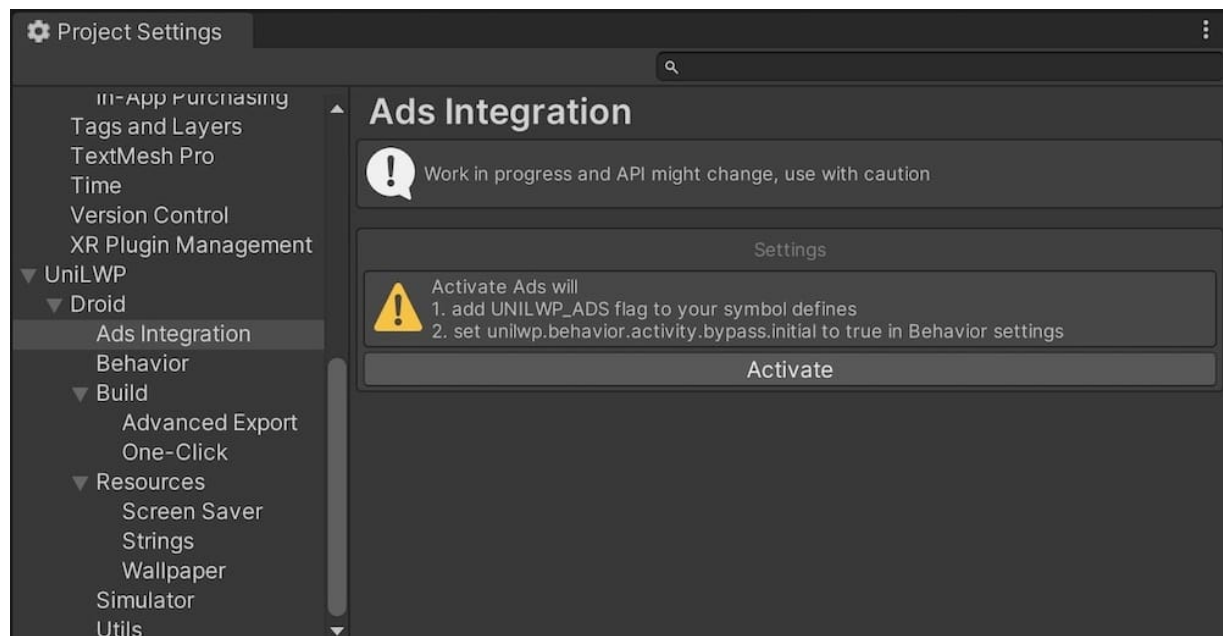 Project Settings
In-App Purchasing
Tags and Layers
TextMesh Pro
Time
Version Control
XR Plugin Management
UniLWP
Droid
Ads Integration
Behavior
Build
Advanced Export
One-Click
Resources
Screen Saver
Strings
Wallpaper
Simulator
Utils
Ads Integration
Work in progress and API might change, use with caution
Settings
Activate Ads will
1. add UNILWP_ADS flag to your symbol defines
2. set unilwp.behavior.activity.bypass.initial to true in Behavior settings
Activate